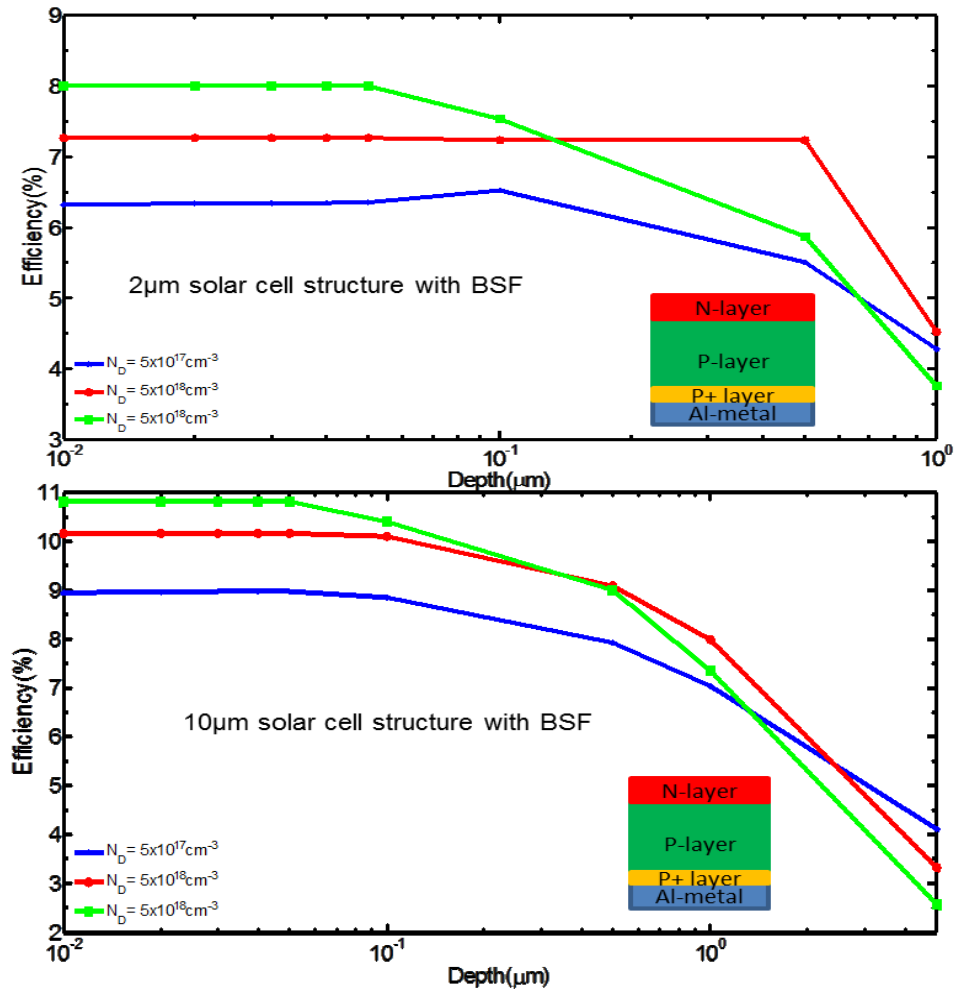 9
8
7
6
5
4
3
Efficiency(%)
2μm solar cell structure with BSF
N-layer
P-layer
P+ layer
Al-metal
N_D= 5x10^17cm^-3
N_D= 5x10^18cm^-3
N_D= 5x10^18cm^-3
10^-2 10^-1 10^0
Depth(μm)
11
10
9
8
7
6
5
4
3
2
Efficiency(%)
10μm solar cell structure with BSF
N-layer
P-layer
P+ layer
Al-metal
N_D= 5x10^17cm^-3
N_D= 5x10^18cm^-3
N_D= 5x10^18cm^-3
10^-2 10^-1 10^0
Depth(μm)